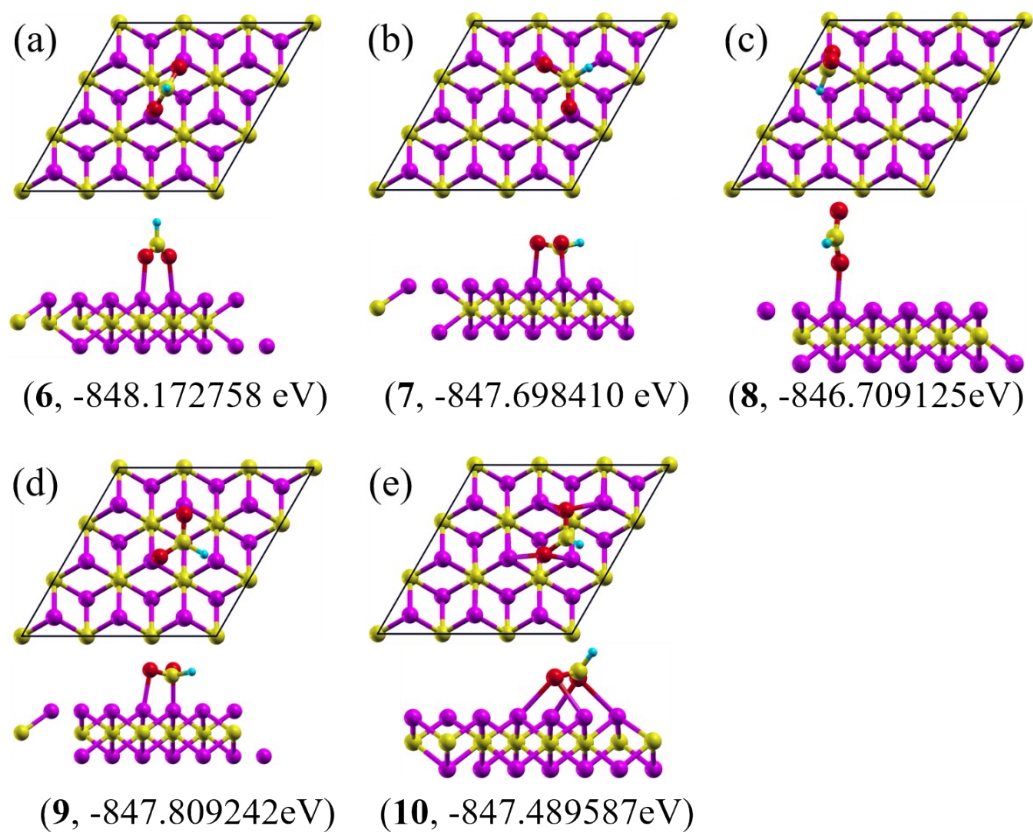 (a)
(b)
(c)
(6, -848.172758 eV)
(7, -847.698410 eV)
(8, -846.709125eV)
(d)
(e)
(9, -847.809242eV)
(10, -847.489587eV)